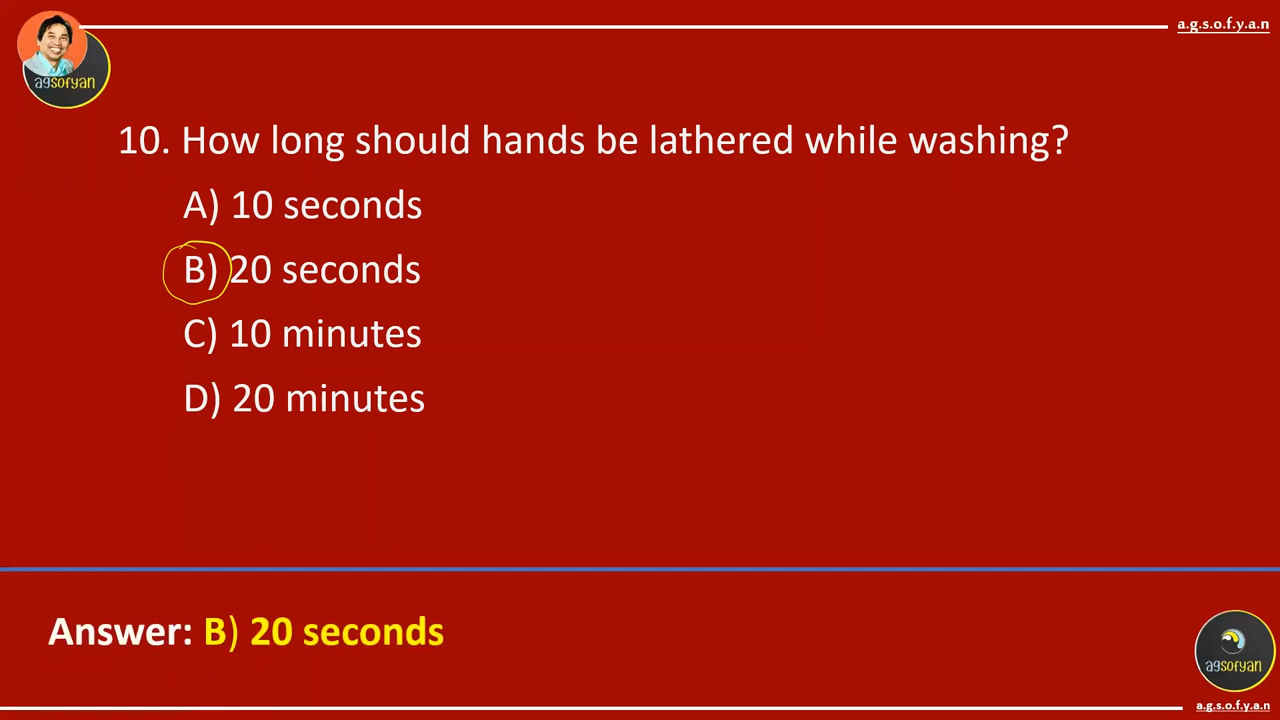 a.g.s.o.f.y.a.n
agsofyan
10. How long should hands be lathered while washing?
A) 10 seconds
B) 20 seconds
C) 10 minutes
D) 20 minutes
Answer: B) 20 seconds
agsofyan
a.g.s.o.f.y.a.n